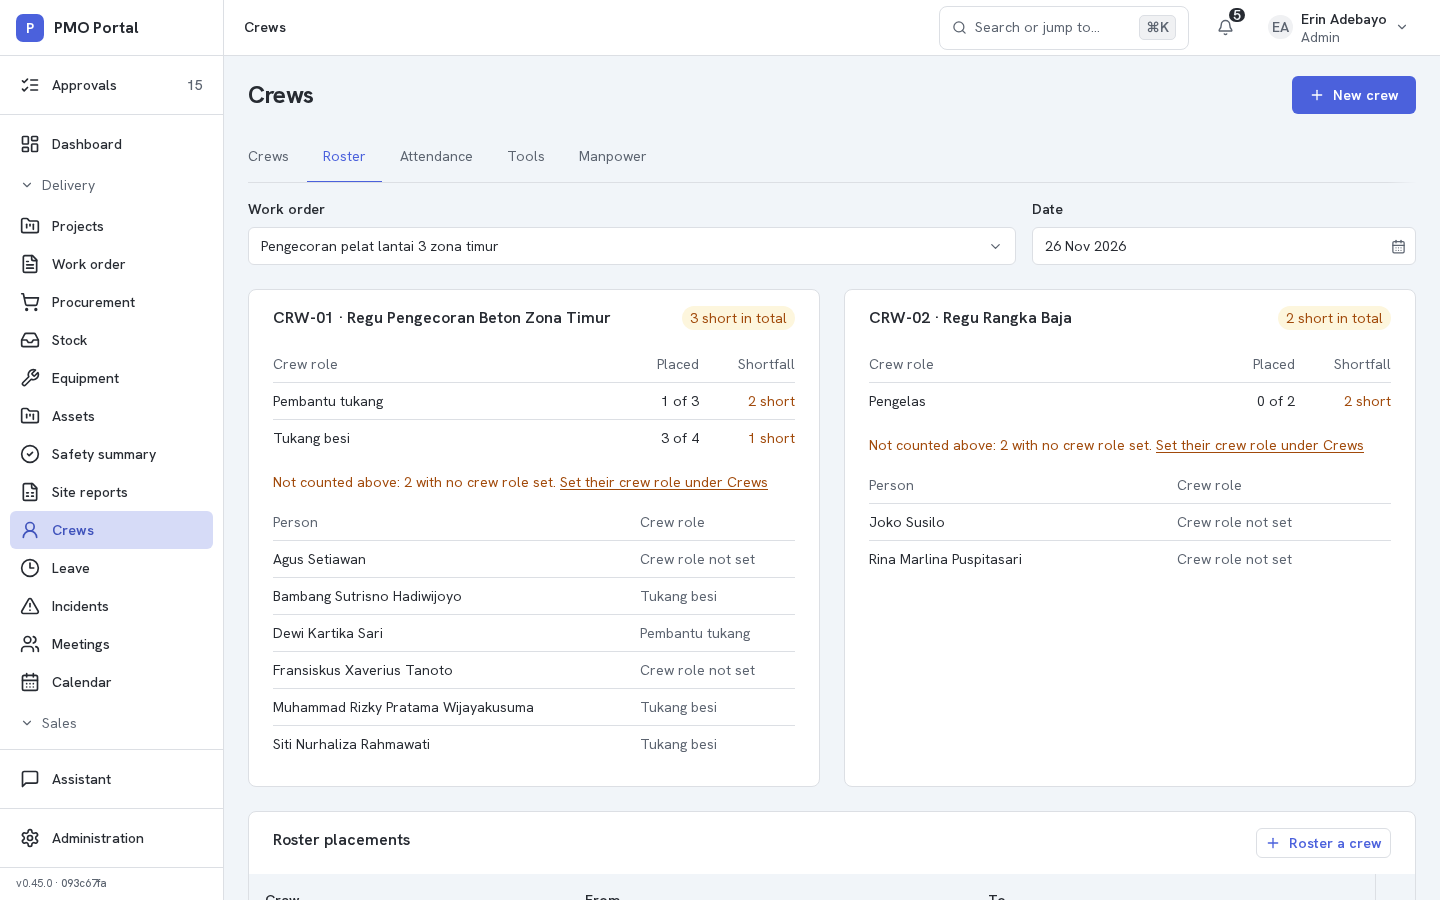 P PMO Portal
Crews
Search or jump to... ⌘K
5
EA Erin Adebayo
Admin
Approvals 15
Dashboard
Delivery
Projects
Work order
Procurement
Stock
Equipment
Assets
Safety summary
Site reports
Crews
Leave
Incidents
Meetings
Calendar
Sales
Assistant
Administration
v0.45.0 · 093c67fa
Crews
New crew
Crews Roster Attendance Tools Manpower
Work order
Pengecoran pelat lantai 3 zona timur
Date
26 Nov 2026
CRW-01 · Regu Pengecoran Beton Zona Timur 3 short in total
Crew role Placed Shortfall
Pembantu tukang 1 of 3 2 short
Tukang besi 3 of 4 1 short
Not counted above: 2 with no crew role set. Set their crew role under Crews
Person Crew role
Agus Setiawan Crew role not set
Bambang Sutrisno Hadiwijoyo Tukang besi
Dewi Kartika Sari Pembantu tukang
Fransiskus Xaverius Tanoto Crew role not set
Muhammad Rizky Pratama Wijayakusuma Tukang besi
Siti Nurhaliza Rahmawati Tukang besi
CRW-02 · Regu Rangka Baja 2 short in total
Crew role Placed Shortfall
Pengelas 0 of 2 2 short
Not counted above: 2 with no crew role set. Set their crew role under Crews
Person Crew role
Joko Susilo Crew role not set
Rina Marlina Puspitasari Crew role not set
Roster placements
Roster a crew
Crew From To